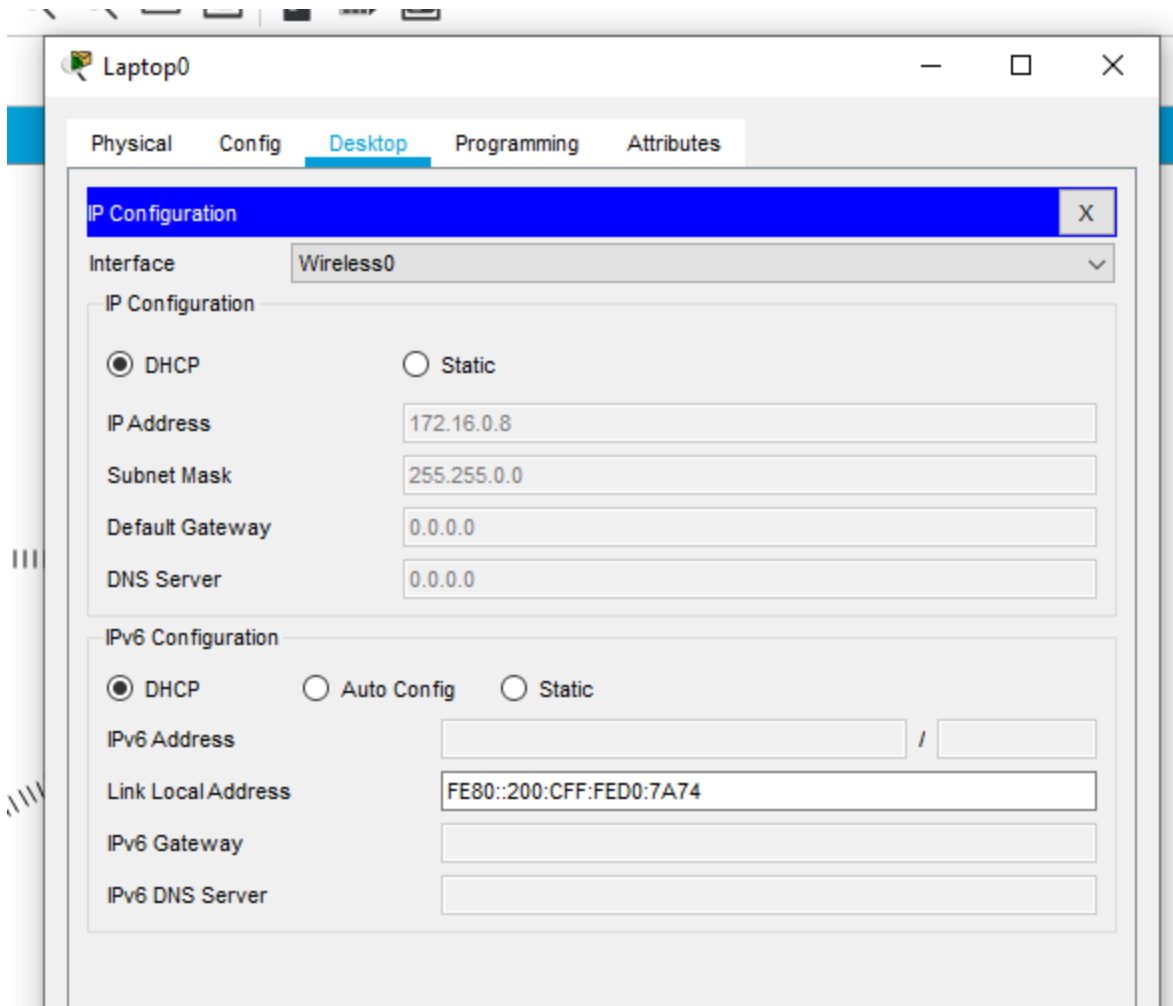 Laptop0
Physical Config Desktop Programming Attributes
IP Configuration X
Interface Wireless0
IP Configuration
DHCP Static
IP Address 172.16.0.8
Subnet Mask 255.255.0.0
Default Gateway 0.0.0.0
DNS Server 0.0.0.0
IPv6 Configuration
DHCP Auto Config Static
IPv6 Address /
Link Local Address FE80::200:CFF:FED0:7A74
IPv6 Gateway
IPv6 DNS Server